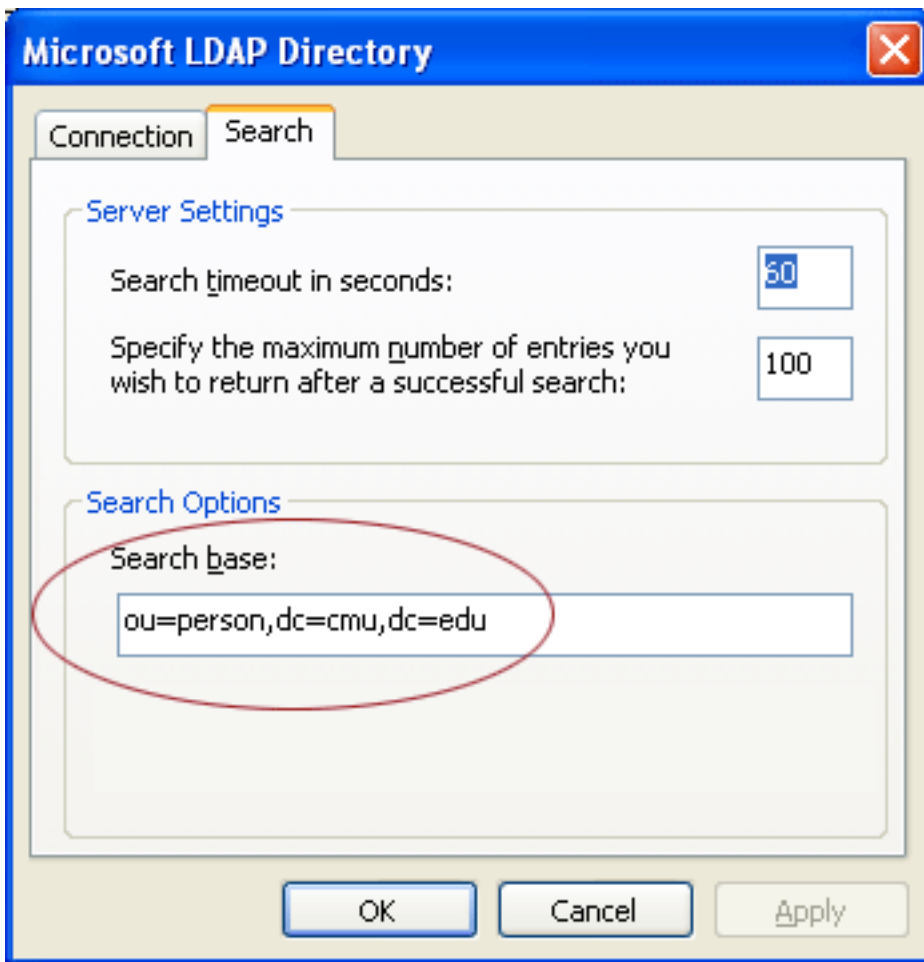 Microsoft LDAP Directory
Connection
Search
Server Settings
Search timeout in seconds:
60
Specify the maximum number of entries you
wish to return after a successful search:
100
Search Options
Search base:
ou=person,dc=cmu,dc=edu
OK
Cancel
Apply